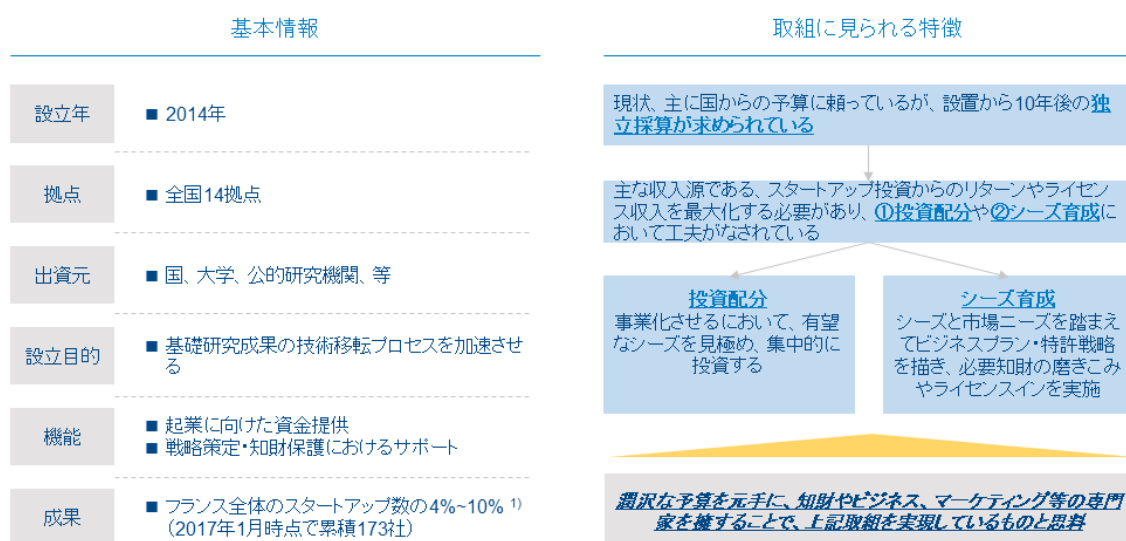 基本情報
設立年
■ 2014年
拠点
■ 全国14拠点
出資元
■ 国、大学、公的研究機関、等
設立目的
■ 基礎研究成果の技術移転プロセスを加速させ
る
機能
■ 起業に向けた資金提供
■ 戦略策定・知財保護におけるサポート
成果
■ フランス全体のスタートアップ数の4%~10% 1)
（2017年1月時点で累積173社）
取組に見られる特徴
現状、主に国からの予算に頼っているが、設置から10年後の独
立採算が求められている
主な収入源である、スタートアップ投資からのリターンやライセン
ス収入を最大化する必要があり、①投資配分や②シーズ育成に
おいて工夫がなされている
投資配分
事業化させるにおいて、有望
なシーズを見極め、集中的に
投資する
シーズ育成
シーズと市場ニーズを踏まえ
てビジネスプラン・特許戦略
を描き、必要知財の磨きこみ
やライセンスインを実施
潤沢な予算を元手に、知財やビジネス、マーケティング等の専門
家を擁することで、上記取組を実現しているものと思料